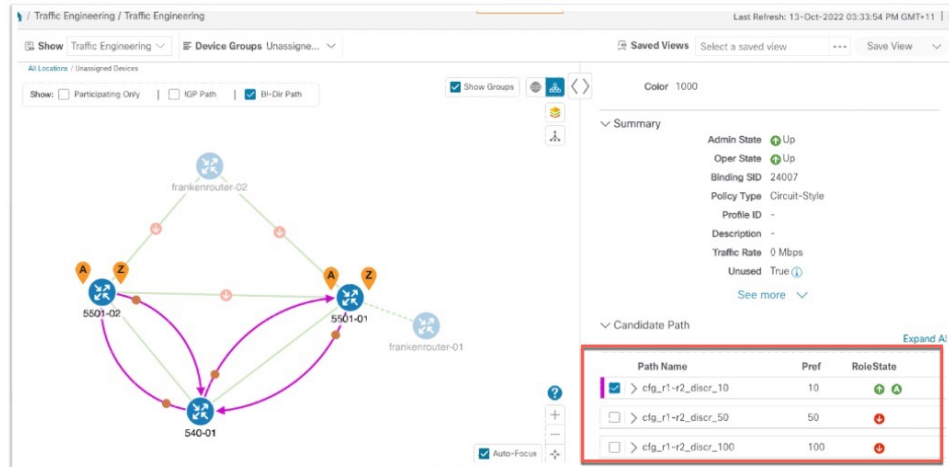 / Traffic Engineering / Traffic Engineering
Last Refresh: 13-Oct-2022 03:33:54 PM GMT+11 |
Show Traffic Engineering
Device Groups Unassigne...
Saved Views Select a saved view ... Save View
All Locations / Unassigned Devices
Show: Participating Only | IGP Path | Bi-Dir Path
Show Groups
frankenrouter-02
A Z
A Z
5501-02
5501-01
frankenrouter-01
540-01
Auto-Focus
?
+
−
Color 1000
Summary
Admin State Up
Oper State Up
Binding SID 24007
Policy Type Circuit-Style
Profile ID -
Description -
Traffic Rate 0 Mbps
Unused True i
See more
Candidate Path
Expand Al
Path Name Pref RoleState
cfg_r1-r2_discr_10 10 A
cfg_r1-r2_discr_50 50
cfg_r1-r2_discr_100 100